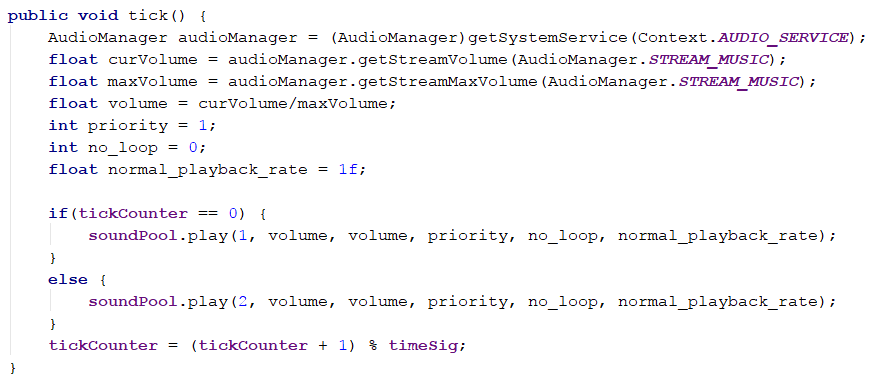 public void tick() {
    AudioManager audioManager = (AudioManager)getSystemService(Context.AUDIO_SERVICE);
    float curVolume = audioManager.getStreamVolume(AudioManager.STREAM_MUSIC);
    float maxVolume = audioManager.getStreamMaxVolume(AudioManager.STREAM_MUSIC);
    float volume = curVolume/maxVolume;
    int priority = 1;
    int no_loop = 0;
    float normal_playback_rate = 1f;

    if(tickCounter == 0) {
        soundPool.play(1, volume, volume, priority, no_loop, normal_playback_rate);
    }
    else {
        soundPool.play(2, volume, volume, priority, no_loop, normal_playback_rate);
    }
    tickCounter = (tickCounter + 1) % timeSig;
}